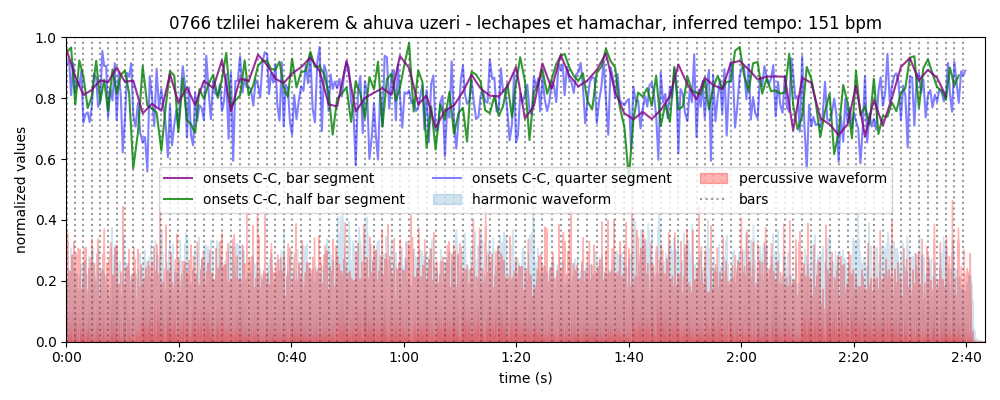 0766 tzlilei hakerem & ahuva uzeri - lechapes et hamachar, inferred tempo: 151 bpm
normalized values
1.0
0.8
0.6
0.4
0.2
0.0
onsets C-C, bar segment
onsets C-C, half bar segment
onsets C-C, quarter segment
harmonic waveform
percussive waveform
bars
0:00 0:20 0:40 1:00 1:20 1:40 2:00 2:20 2:40
time (s)